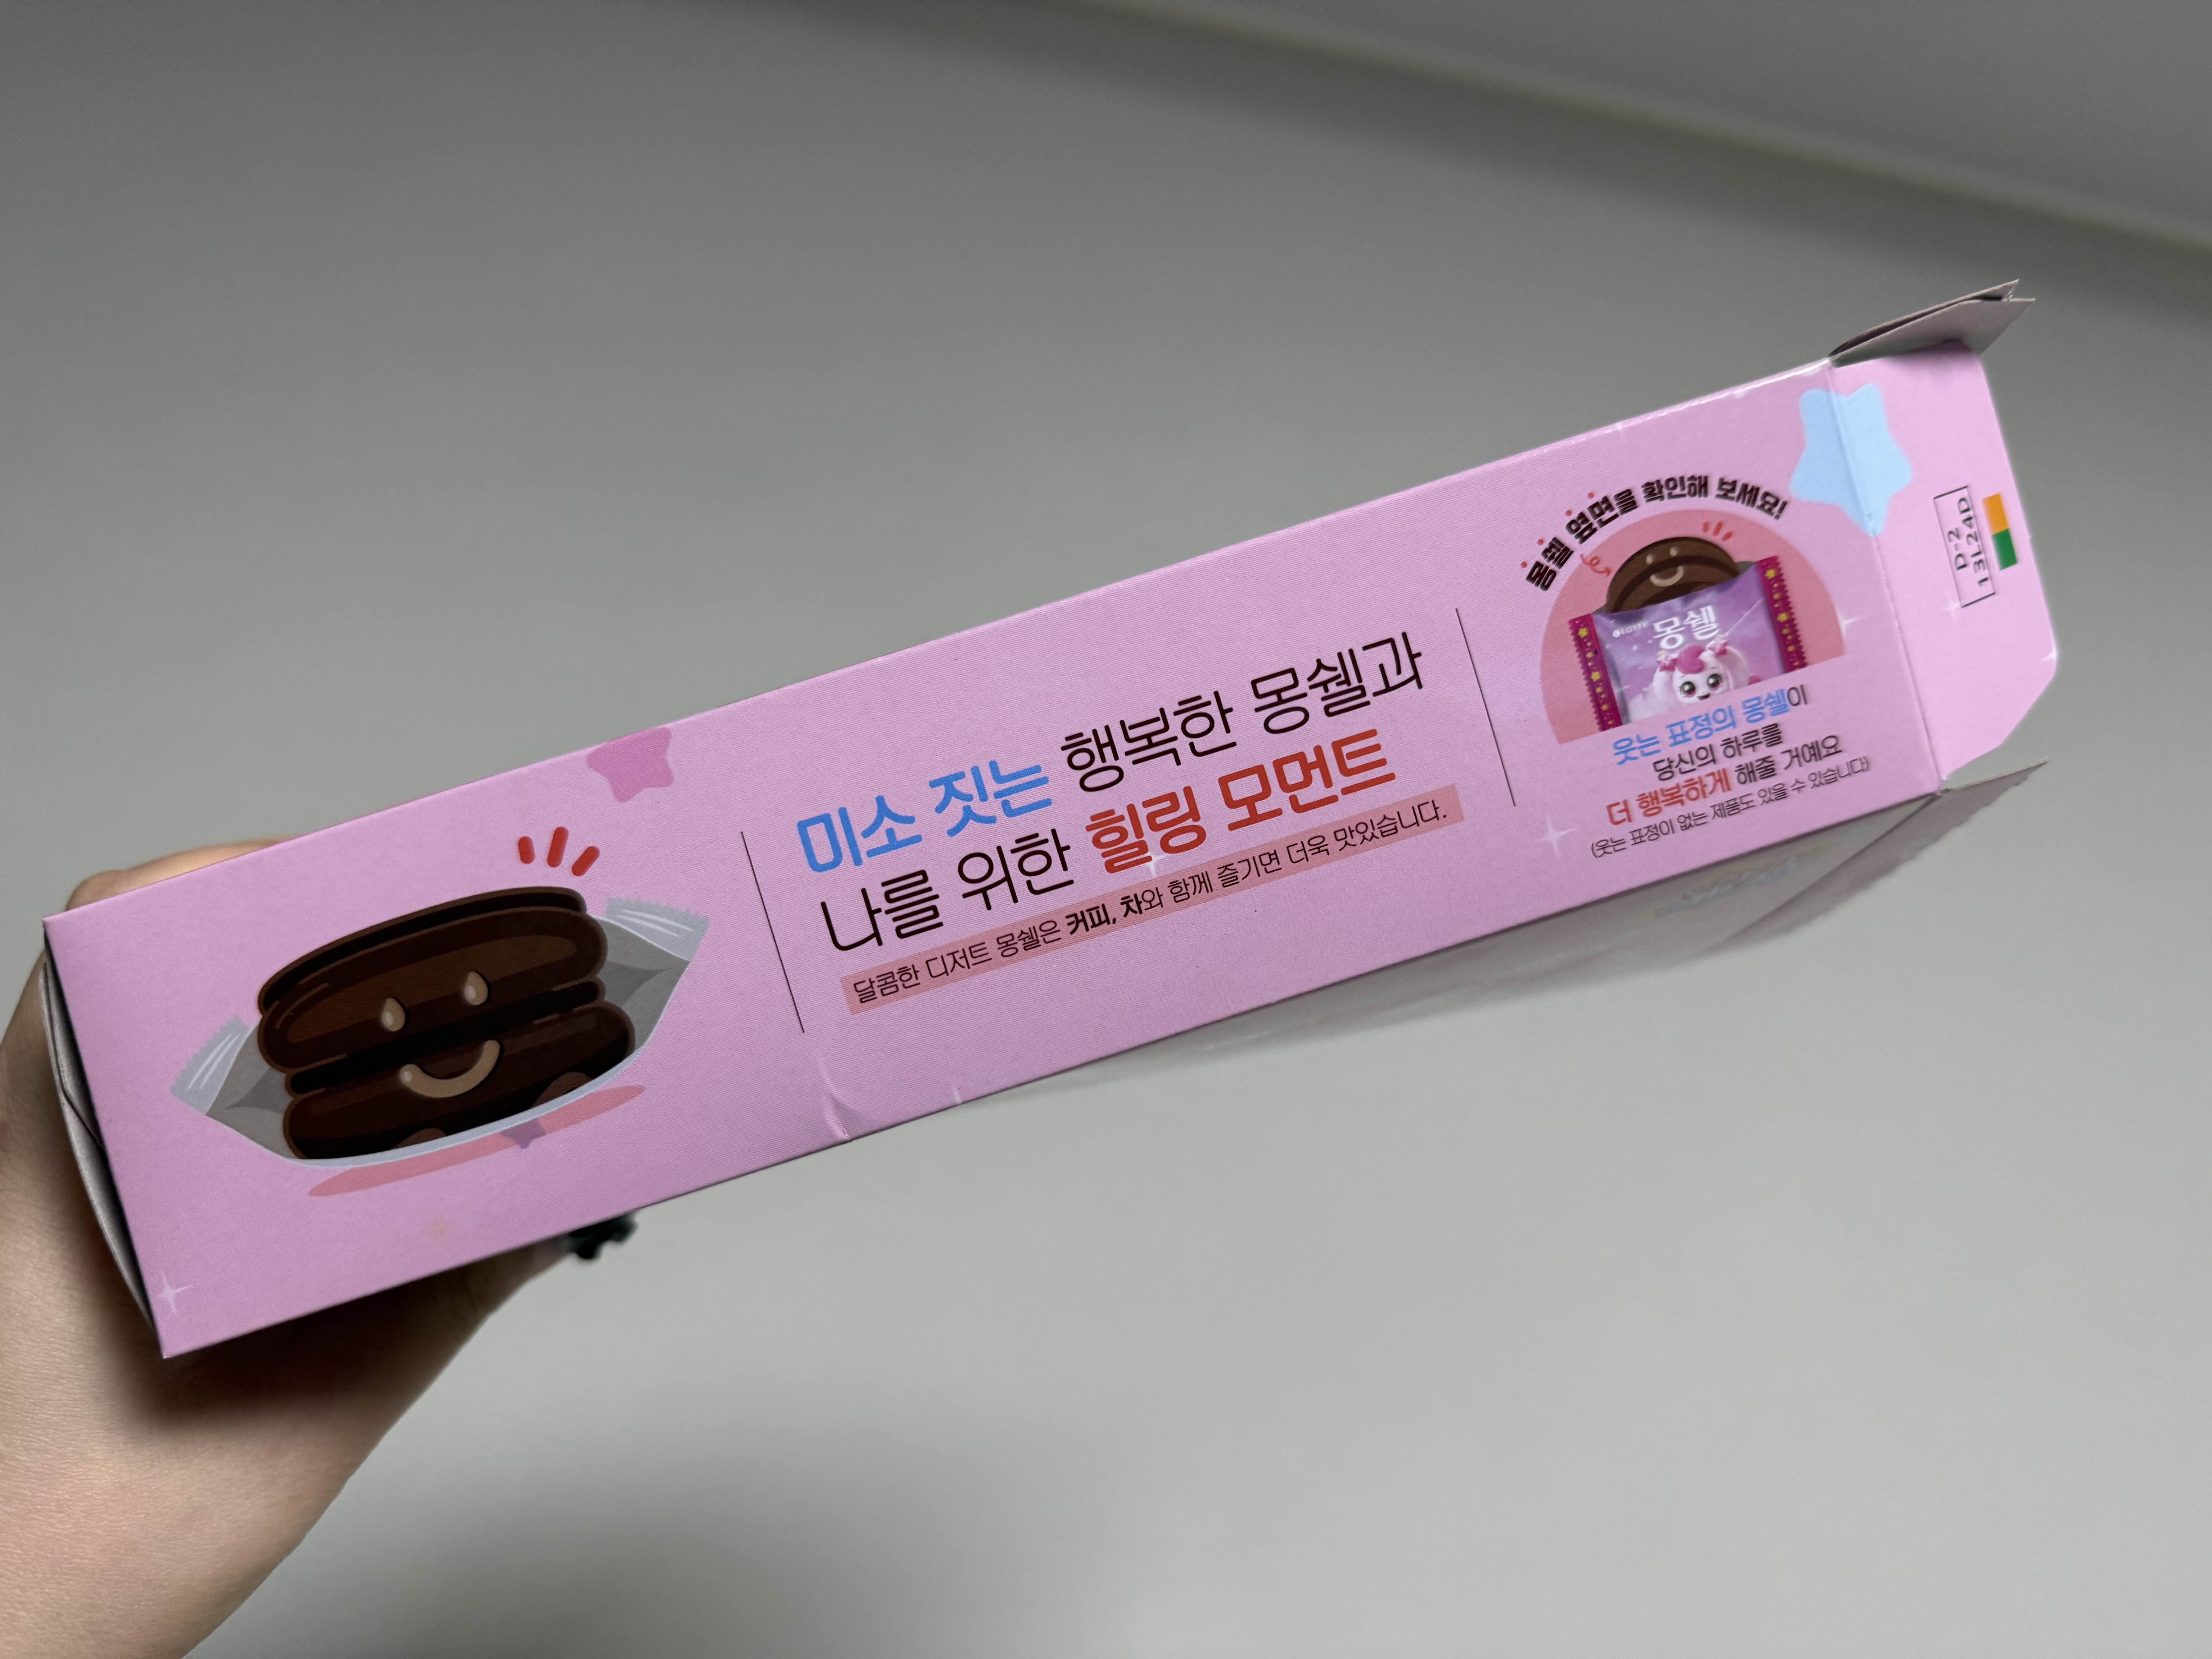 미소 짓는 행복한 몽쉘과
나를 위한 힐링 모먼트
달콤한 디저트 몽쉘은 커피, 차와 함께 즐기면 더욱 맛있습니다.
몽쉘 옆면을 확인해 보세요!
LOTTE
몽쉘
웃는 표정의 몽쉘이
당신의 하루를
더 행복하게 해줄 거예요
(웃는 표정이 없는 제품도 있을 수 있습니다)
D-2
13L24D